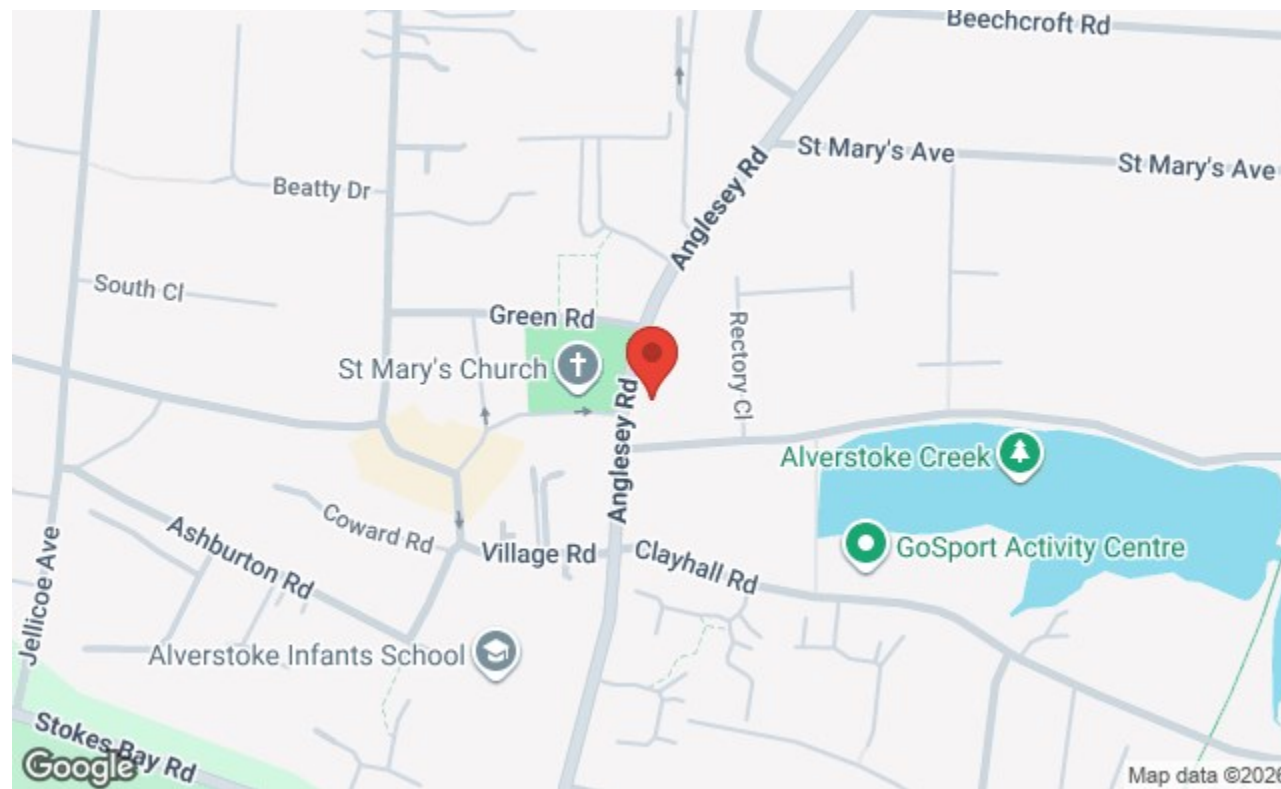 Beechcroft Rd
St Mary's Ave
St Mary's Ave
Anglesey Rd
Beatty Dr
South Cl
Green Rd
Rectory Cl
St Mary's Church
Anglesey Rd
Alverstoke Creek
Coward Rd
Village Rd
Clayhall Rd
GoSport Activity Centre
Ashburton Rd
Jellicoe Ave
Alverstoke Infants School
Stokes Bay Rd
Google
Map data ©2026